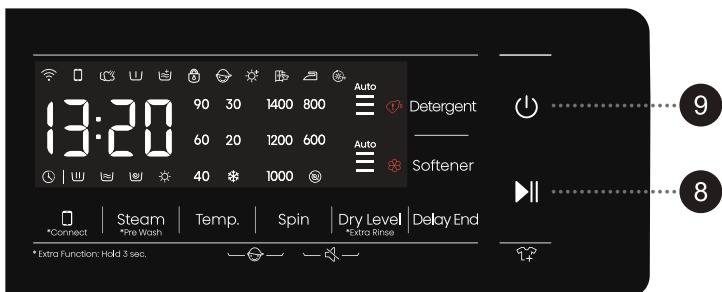 Auto
13:20
90 30 1400 800
Detergent
60 20 1200 600
Auto
Softener
40 1000
*Connect
Steam
*Pre Wash
Temp.
Spin
Dry Level
*Extra Rinse
Delay End
* Extra Function: Hold 3 sec.
9
8